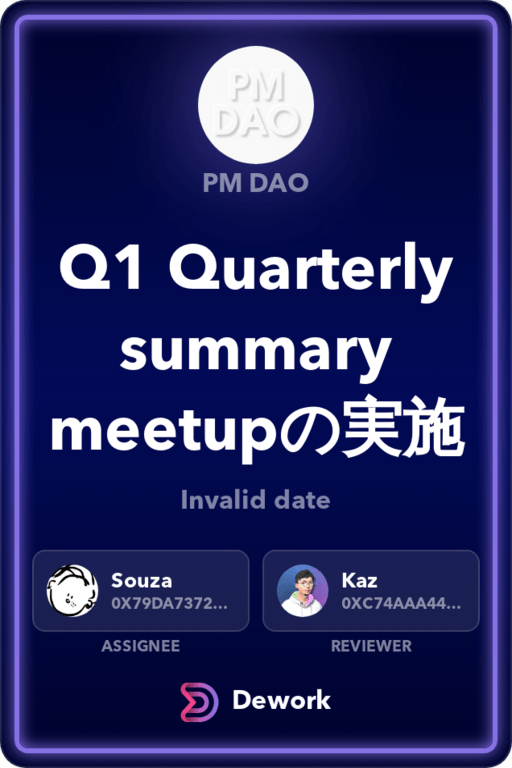 PM
DAO
PM DAO
Q1 Quarterly
summary
meetupの実施
Invalid date
Souza
0X79DA7372...
ASSIGNEE
Kaz
0XC74AAA44...
REVIEWER
Dework